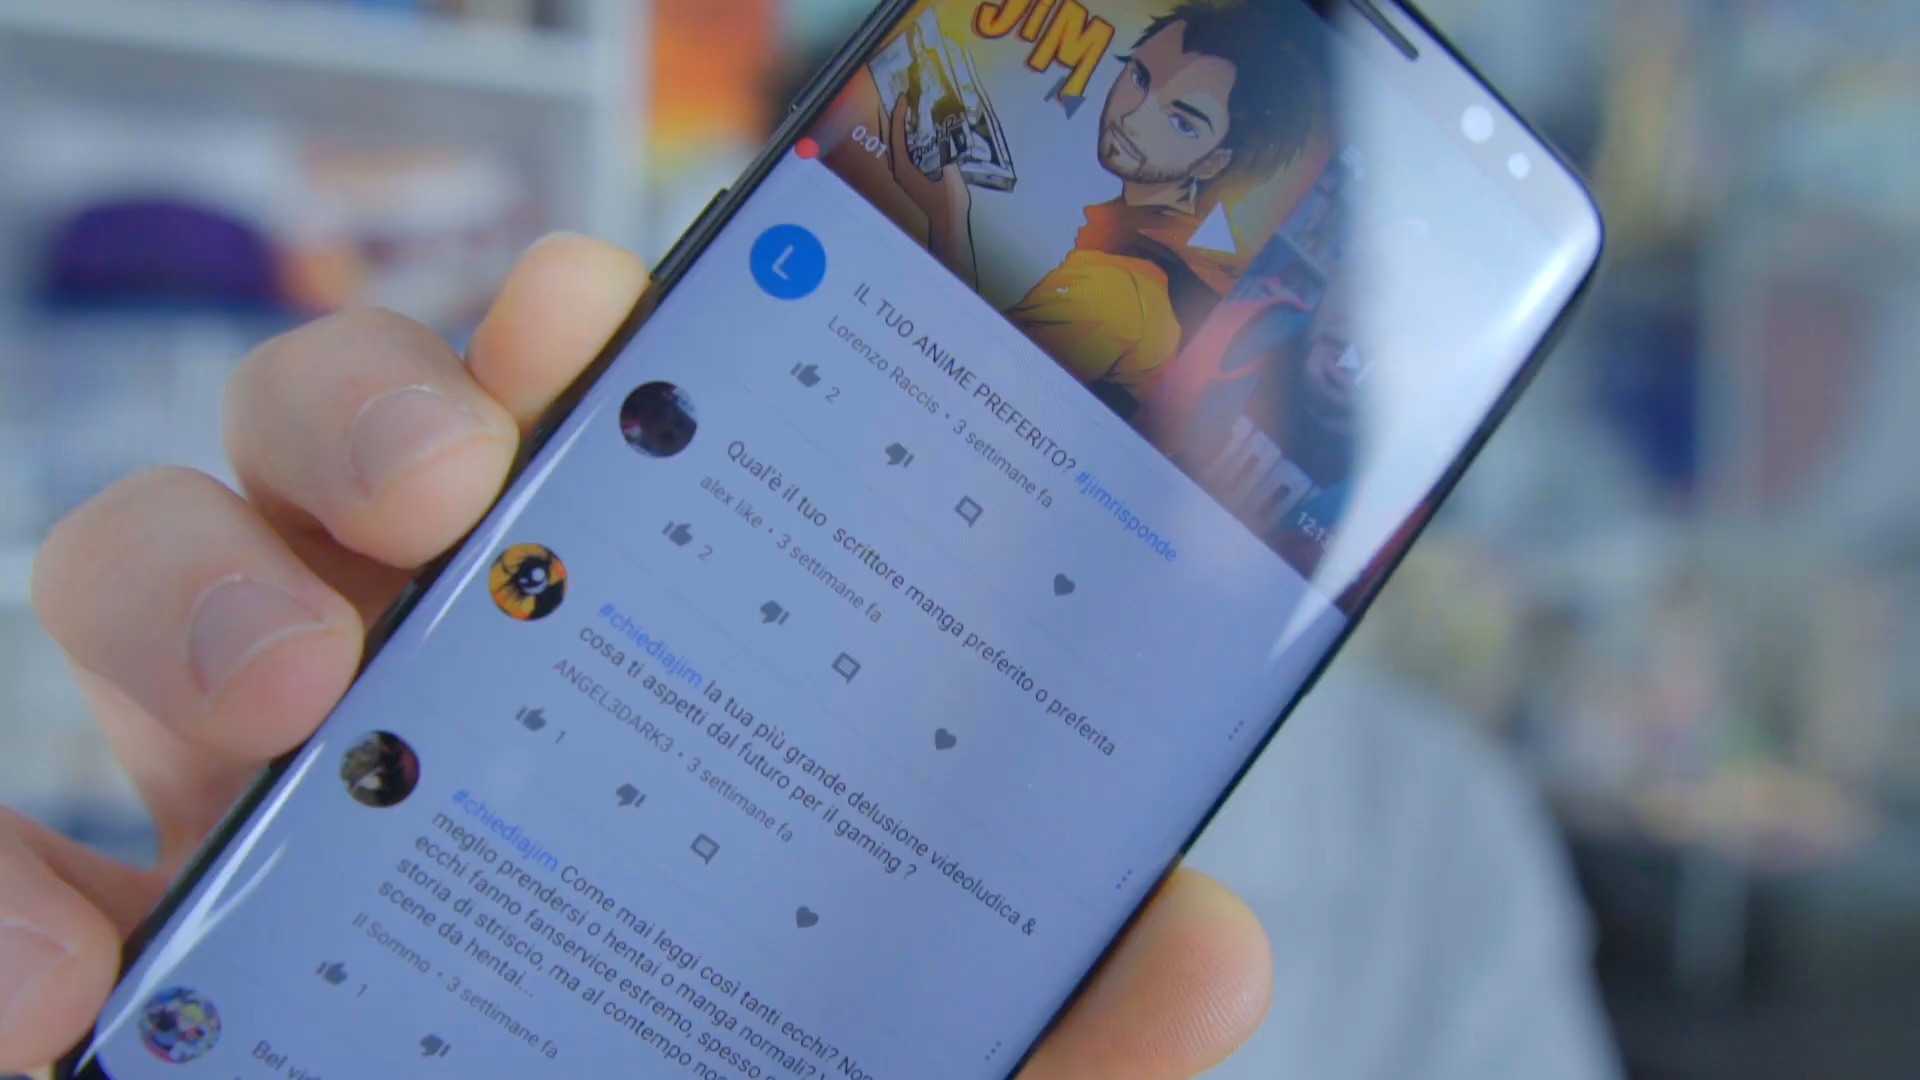 JIM
0:01
L
IL TUO ANIME PREFERITO? #jimrisponde
Lorenzo Raccis • 3 settimane fa
2
Qual'è il tuo scrittore manga preferito o preferita
alex like • 3 settimane fa
2
#chiediajim la tua più grande delusione videoludica &
cosa ti aspetti dal futuro per il gaming ?
ANGEL3DARK3 • 3 settimane fa
1
#chiediajim Come mai leggi così tanti ecchi? Non
meglio prendersi o hentai o manga normali?
ecchi fanno fanservice estremo, spesso
storia di striscio, ma al contempo
scene da hentai...
Il Sommo • 3 settimane fa
1
Bel